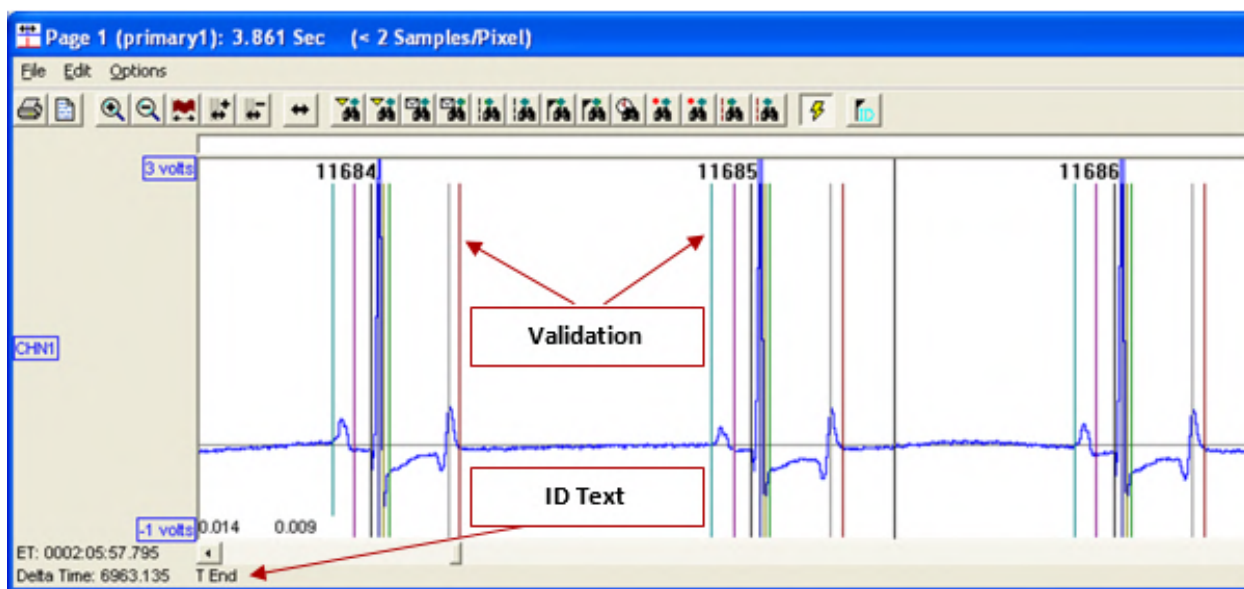 Page 1 (primary1): 3.861 Sec (< 2 Samples/Pixel)
File Edit Options
ID
3 volts
11684 11685 11686
Validation
CHN1
ID Text
-1 volts 0.014 0.009
ET: 0002:05:57.795
Delta Time: 6963.135 T End